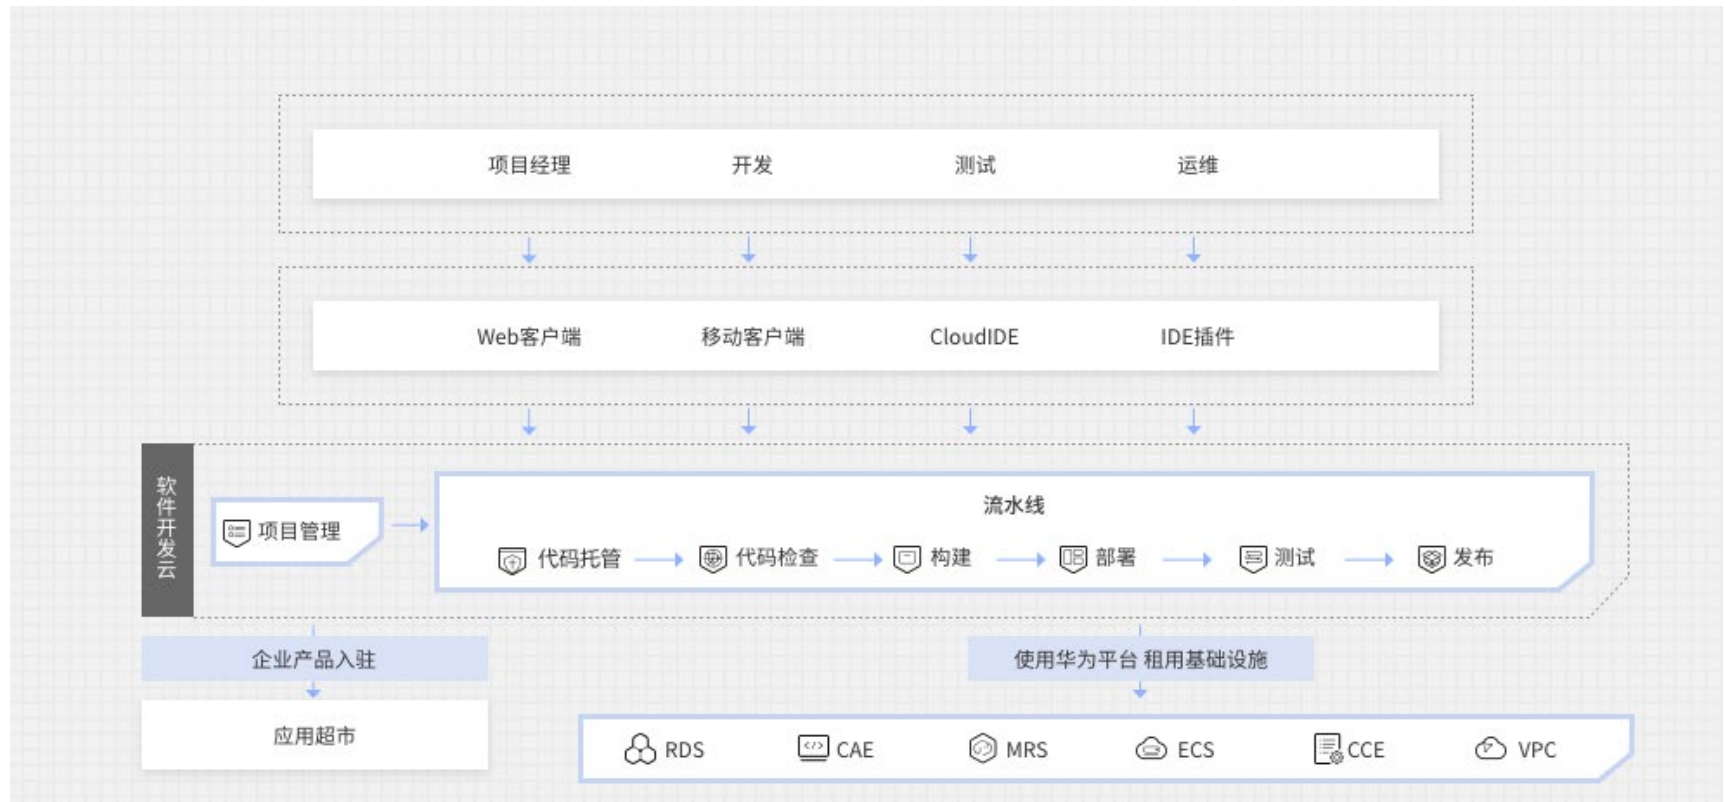 项目经理 开发 测试 运维
Web客户端 移动客户端 CloudIDE IDE插件
软件开发云
项目管理
流水线
代码托管 代码检查 构建 部署 测试 发布
企业产品入驻
使用华为平台 租用基础设施
应用超市
RDS CAE MRS ECS CCE VPC